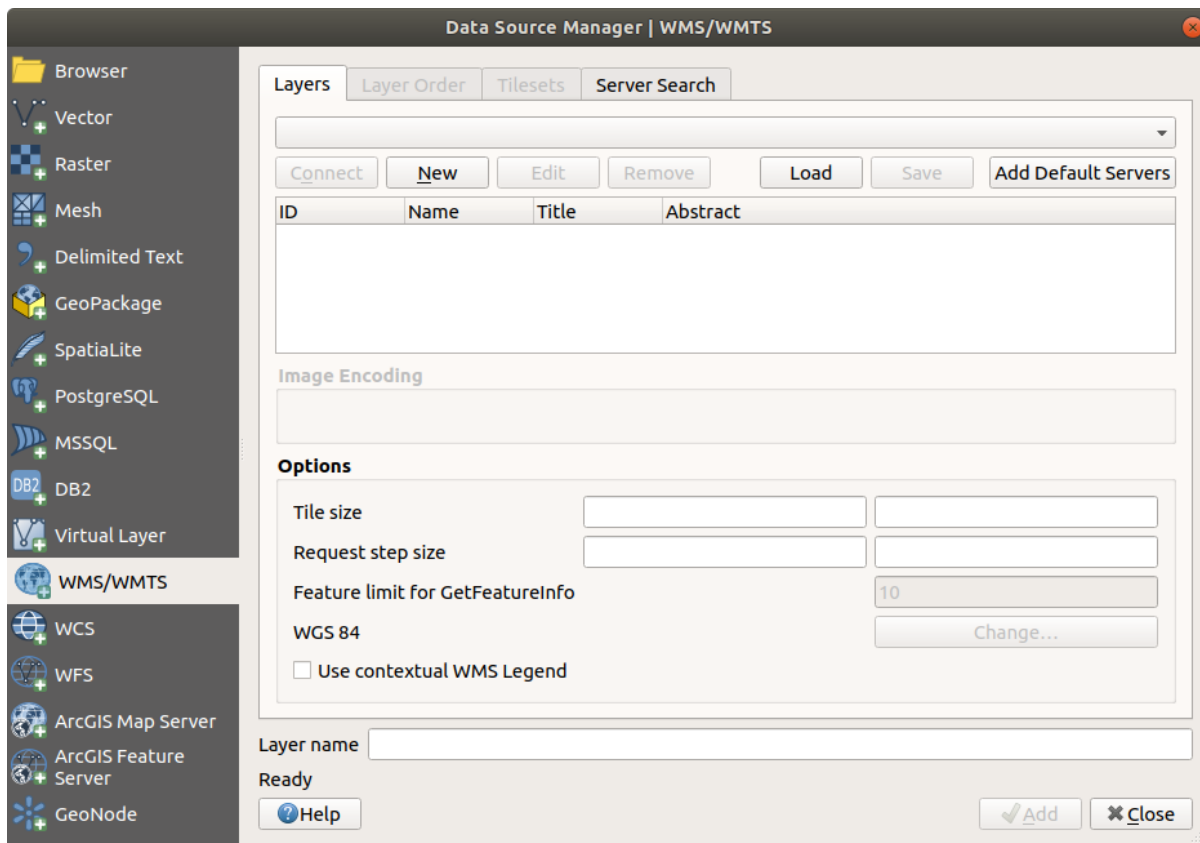 Data Source Manager | WMS/WMTS
Browser
Vector
Raster
Mesh
Delimited Text
GeoPackage
SpatiaLite
PostgreSQL
MSSQL
DB2
DB2
Virtual Layer
WMS/WMTS
WCS
WFS
ArcGIS Map Server
ArcGIS Feature
Server
GeoNode
Layers Layer Order Tilesets Server Search
Connect New Edit Remove Load Save Add Default Servers
ID Name Title Abstract
Image Encoding
Options
Tile size
Request step size
Feature limit for GetFeatureInfo 10
WGS 84 Change...
Use contextual WMS Legend
Layer name
Ready
Help Add Close